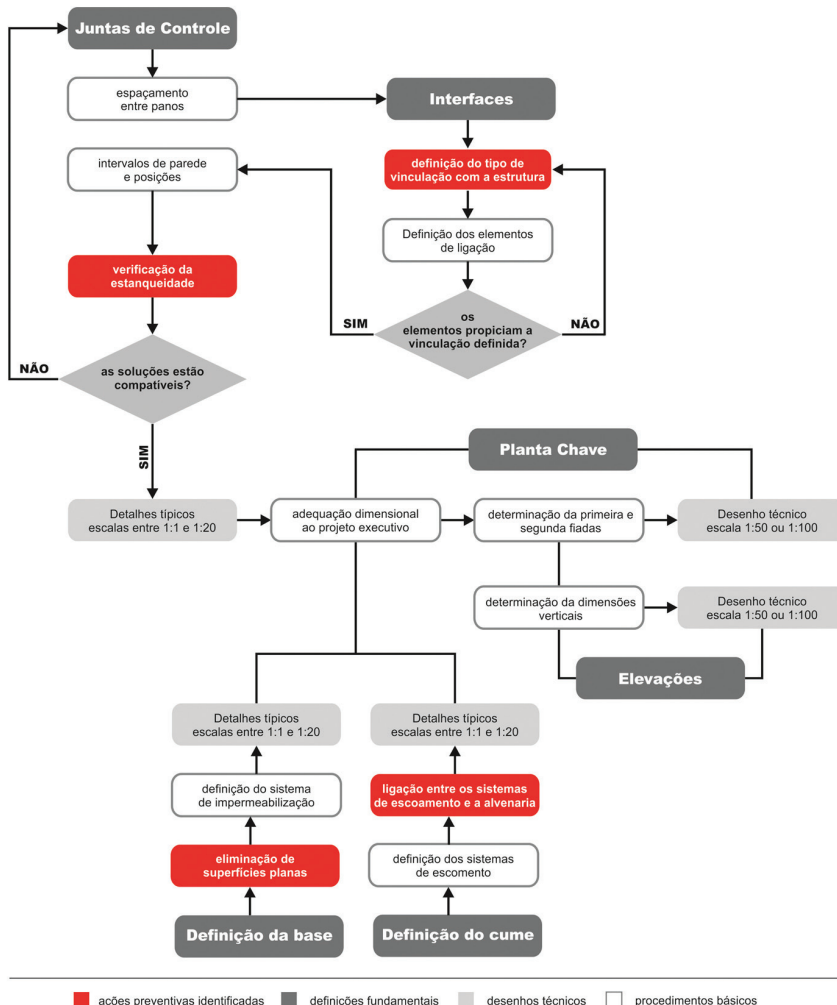 Juntas de Controle
espaçamento
entre panos
Interfaces
intervalos de parede
e posições
definição do tipo de
vinculação com a estrutura
Definição dos elementos
de ligação
verificação da
estanqueidade
os
elementos propiciam a
vinculação definida?
SIM
NÃO
as soluções estão
compatíveis?
NÃO
SIM
Planta Chave
Detalhes típicos
escalas entre 1:1 e 1:20
adequação dimensional
ao projeto executivo
determinação da primeira e
segunda fiadas
Desenho técnico
escala 1:50 ou 1:100
determinação da dimensões
verticais
Desenho técnico
escala 1:50 ou 1:100
Elevações
Detalhes típicos
escalas entre 1:1 e 1:20
Detalhes típicos
escalas entre 1:1 e 1:20
definição do sistema
de impermeabilização
ligação entre os sistemas
de escoamento e a alvenaria
eliminação de
superfícies planas
definição dos sistemas
de escomento
Definição da base
Definição do cume
ações preventivas identificadas
definições fundamentais
desenhos técnicos
procedimentos básicos